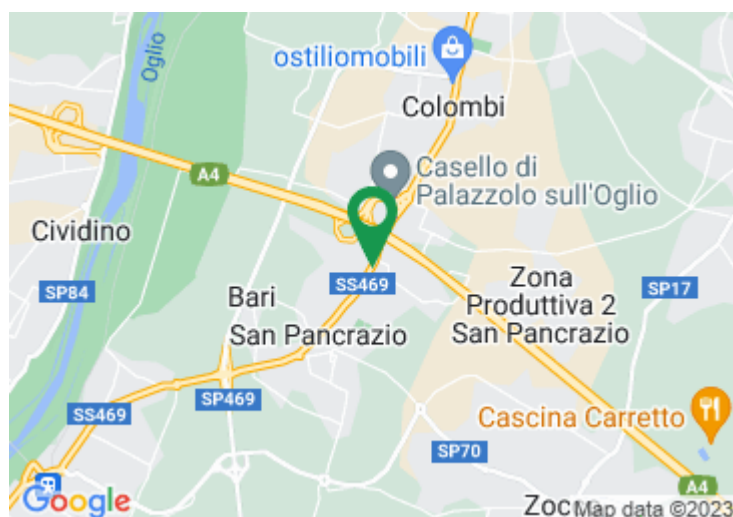 Oglio
ostiliomobili
Colombi
A4
Casello di
Palazzolo sull'Oglio
Cividino
SP84
SS469
Bari
Zona
Produttiva 2
San Pancrazio
SP17
San Pancrazio
SP469
SS469
Cascina Carretto
SP70
A4
Google
Map data ©2023